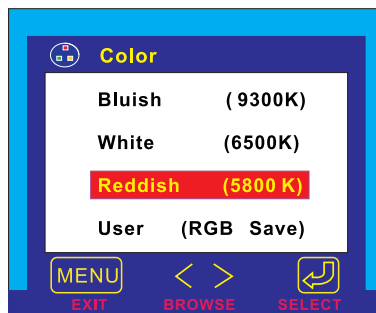 Color
Bluish (9300K)
White (6500K)
Reddish (5800 K)
User (RGB Save)
MENU < >
EXIT BROWSE SELECT